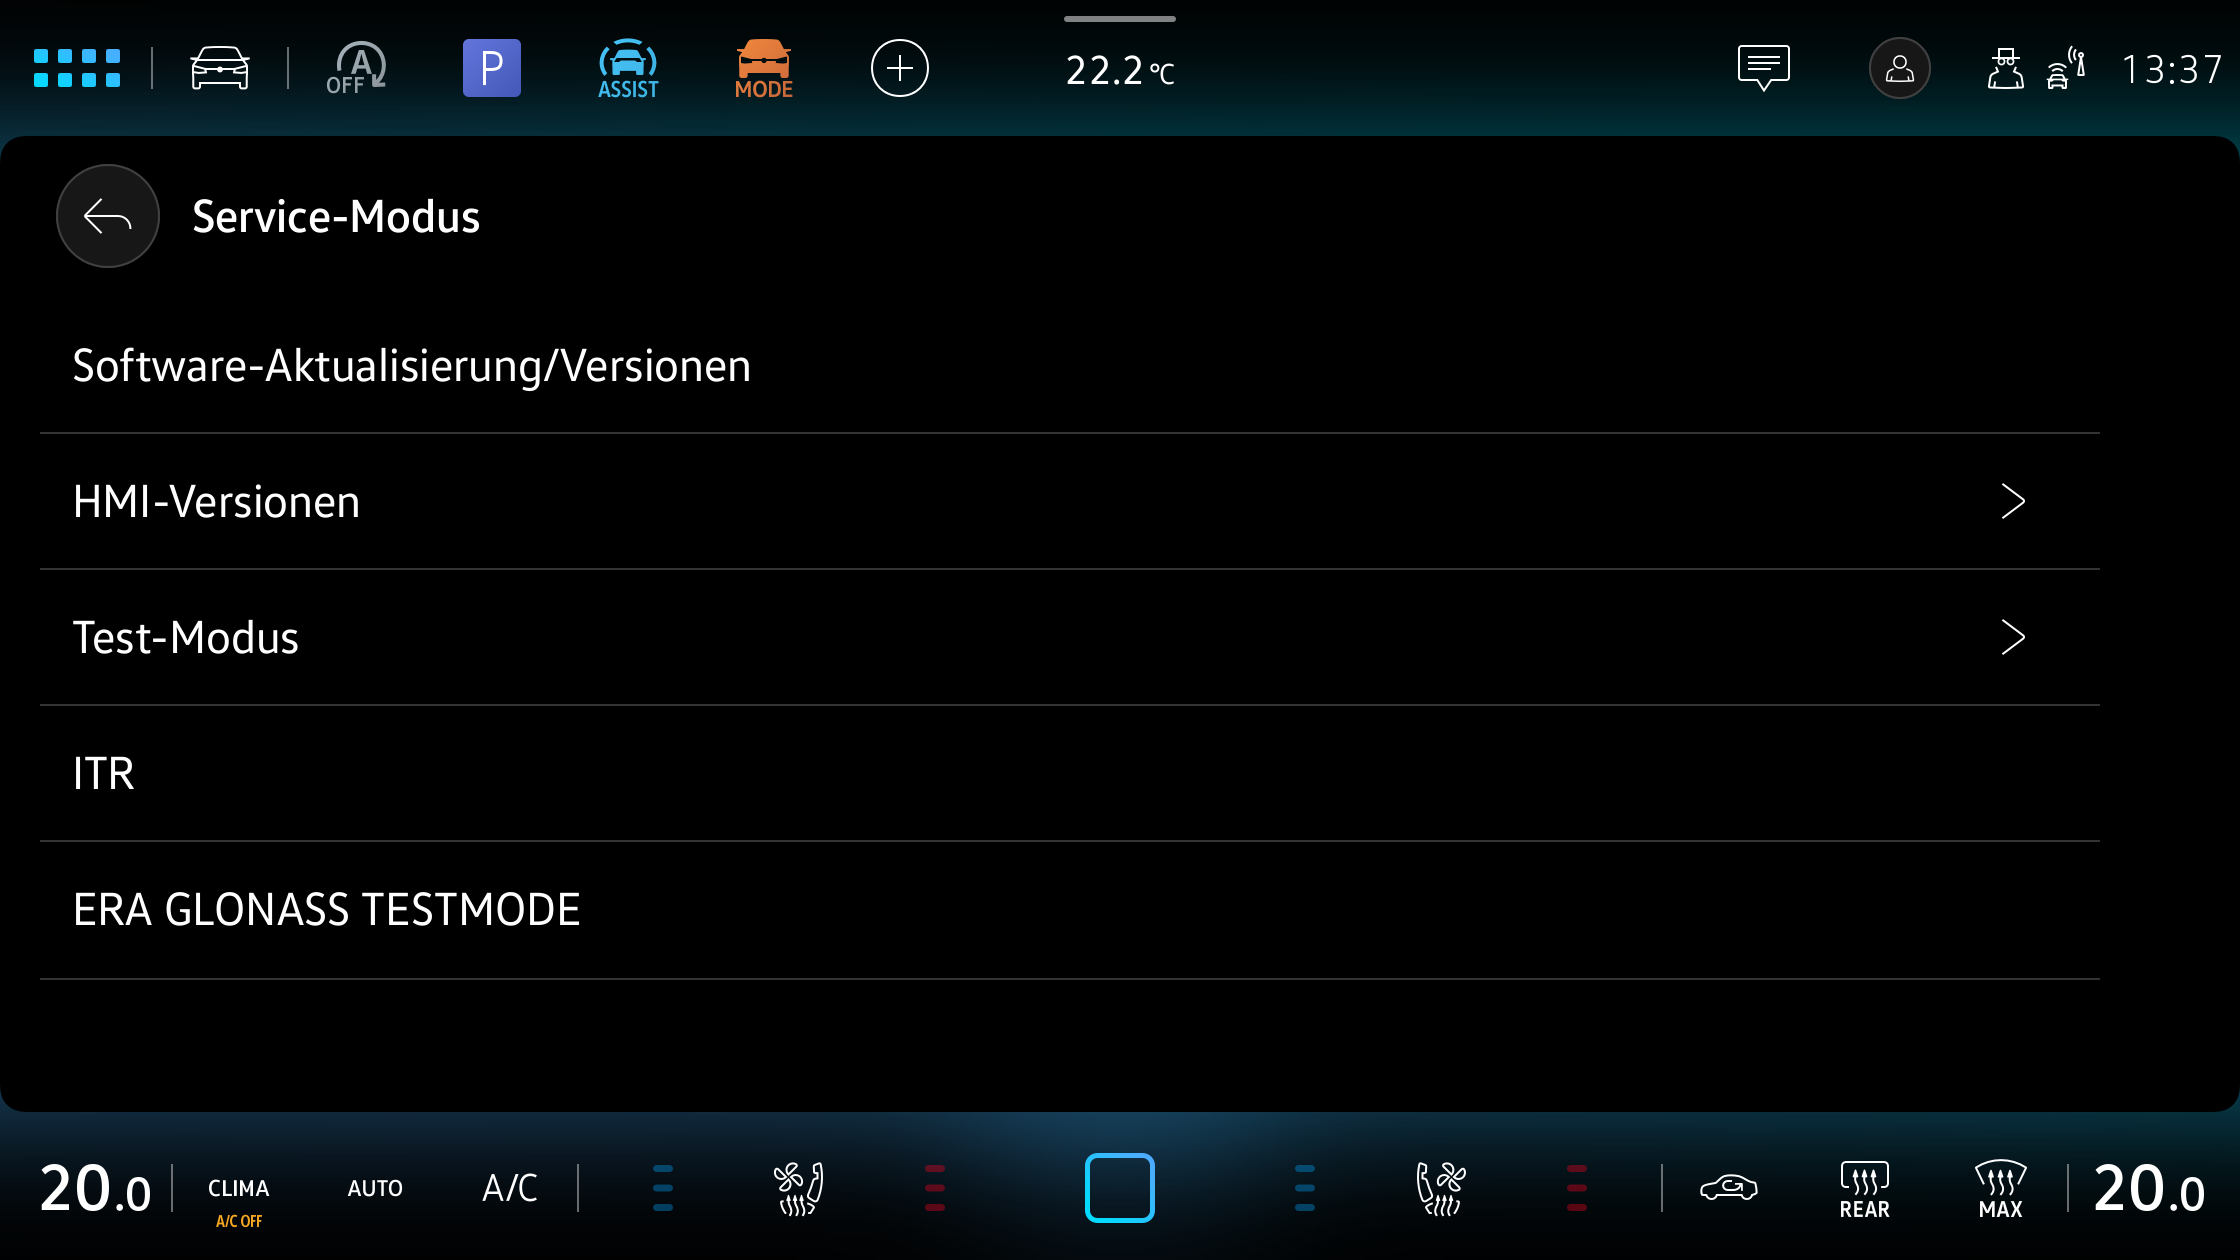 A
OFF
P
ASSIST
MODE
22.2 °C
13:37
Service-Modus
Software-Aktualisierung/Versionen
HMI-Versionen
Test-Modus
ITR
ERA GLONASS TESTMODE
20.0
CLIMA
A/C OFF
AUTO
A/C
REAR
MAX
20.0